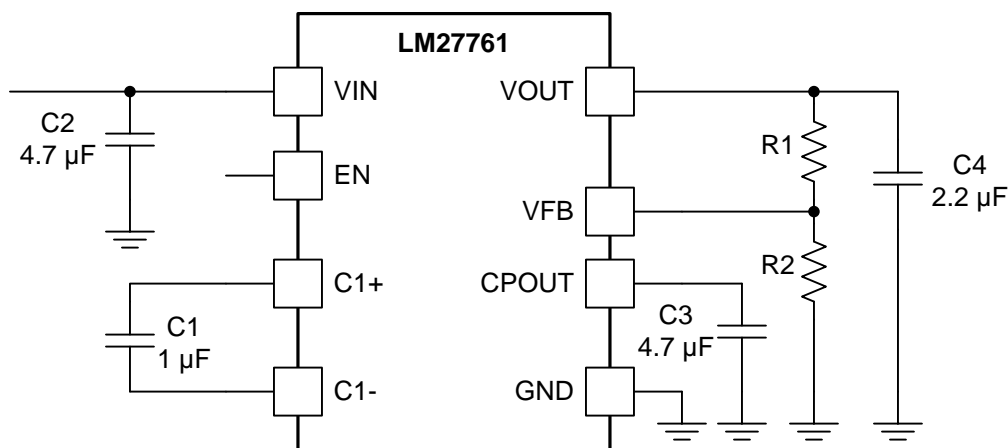 LM27761
VIN
VOUT
C2
4.7 µF
R1
EN
C4
2.2 µF
VFB
R2
C1+
CPOUT
C1
1 µF
C3
4.7 µF
C1-
GND